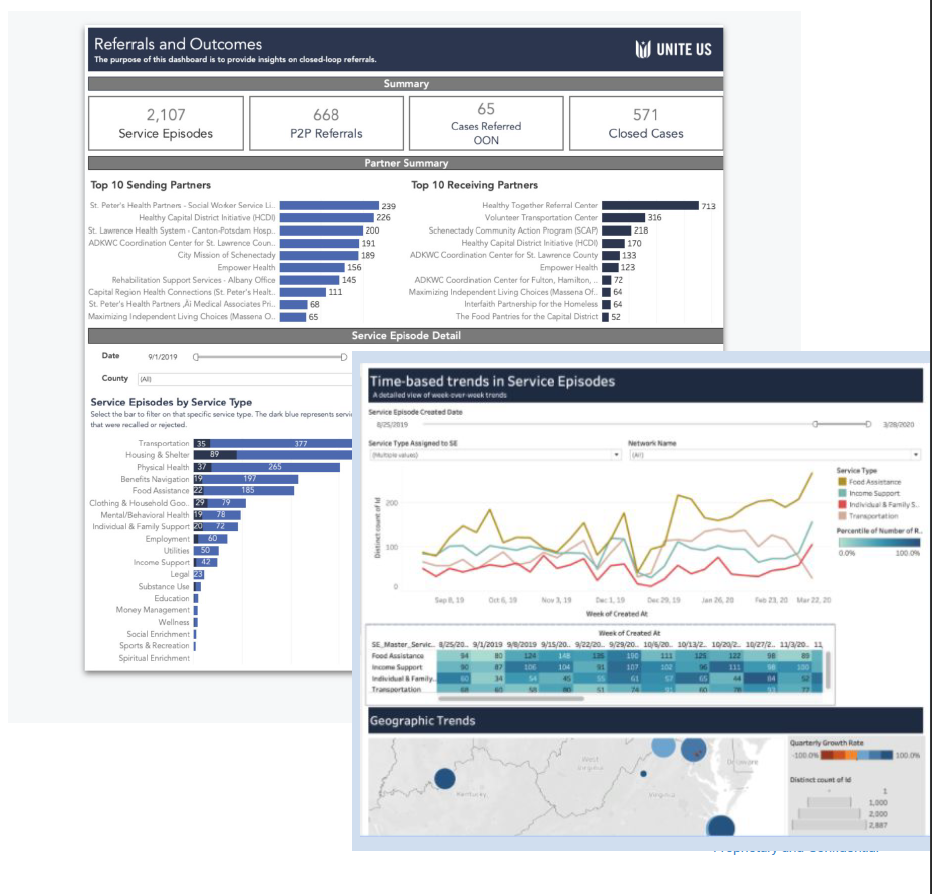 Referrals and Outcomes
The purpose of this dashboard is to provide insights on closed-loop referrals.
UNITE US
Summary
2,107
Service Episodes
668
P2P Referrals
65
Cases Referred
OON
571
Closed Cases
Partner Summary
Top 10 Sending Partners
St. Peter's Health Partners - Social Worker Service Li.. 239
Healthy Capital District Initiative (HCDI) 226
St. Lawrence Health System - Canton-Potsdam Hosp.. 200
ADKWC Coordination Center for St. Lawrence Coun.. 191
City Mission of Schenectady 189
Empower Health 156
Rehabilitation Support Services - Albany Office 145
Capital Region Health Connections (St. Peter's Healt.. 111
St. Peter's Health Partners ,Äì Medical Associates Pri.. 68
Maximizing Independent Living Choices (Massena O.. 65
Top 10 Receiving Partners
Healthy Together Referral Center 713
Volunteer Transportation Center 316
Schenectady Community Action Program (SCAP) 218
Healthy Capital District Initiative (HCDI) 170
ADKWC Coordination Center for St. Lawrence County 133
Empower Health 123
ADKWC Coordination Center for Fulton, Hamilton, .. 72
Maximizing Independent Living Choices (Massena Of.. 64
Interfaith Partnership for the Homeless 64
The Food Pantries for the Capital District 52
Service Episode Detail
Date 9/1/2019
County (All)
Service Episodes by Service Type
Select the bar to filter on that specific service type. The dark blue represents servi
that were recalled or rejected.
Transportation 35 377
Housing & Shelter 89
Physical Health 37 265
Benefits Navigation 19 197
Food Assistance 22 185
Clothing & Household Goo.. 29 79
Mental/Behavioral Health 19 78
Individual & Family Support 20 72
Employment 60
Utilities 50
Income Support 42
Legal 23
Substance Use
Education
Money Management
Wellness
Social Enrichment
Sports & Recreation
Spiritual Enrichment
Time-based trends in Service Episodes
A detailed view of week-over-week trends
Service Episode Created Date
8/25/2019 3/28/2020
Service Type Assigned to SE
(Multiple values)
Network Name
(All)
Distinct count of Id
200
100
0
Sep 8, 19 Oct 6, 19 Nov 3, 19 Dec 1, 19 Dec 29, 19 Jan 26, 20 Feb 23, 20 Mar 22, 20
Week of Created At
Service Type
Food Assistance
Income Support
Individual & Family S..
Transportation
Percentile of Number of R..
0.0% 100.0%
Week of Created At
SE_Master_Servic.. 8/25/20.. 9/1/2019 9/8/2019 9/15/20.. 9/22/20.. 9/29/20.. 10/6/20.. 10/13/2.. 10/20/2.. 10/27/2.. 11/3/20.. 11
Food Assistance 94 80 124 148 135 190 111 125 122 98 89
Income Support 90 87 106 104 91 107 102 96 111 98 100
Individual & Family.. 60 34 54 45 55 61 57 65 44 84 52
Transportation 68 60 58 80 51 74 60 78 93 77
Geographic Trends
West
Virginia
Kentucky
Virginia
Delaware
Quarterly Growth Rate
-100.0% 100.0%
Distinct count of Id
1
1,000
2,000
2,887
Proprietary and Confidential